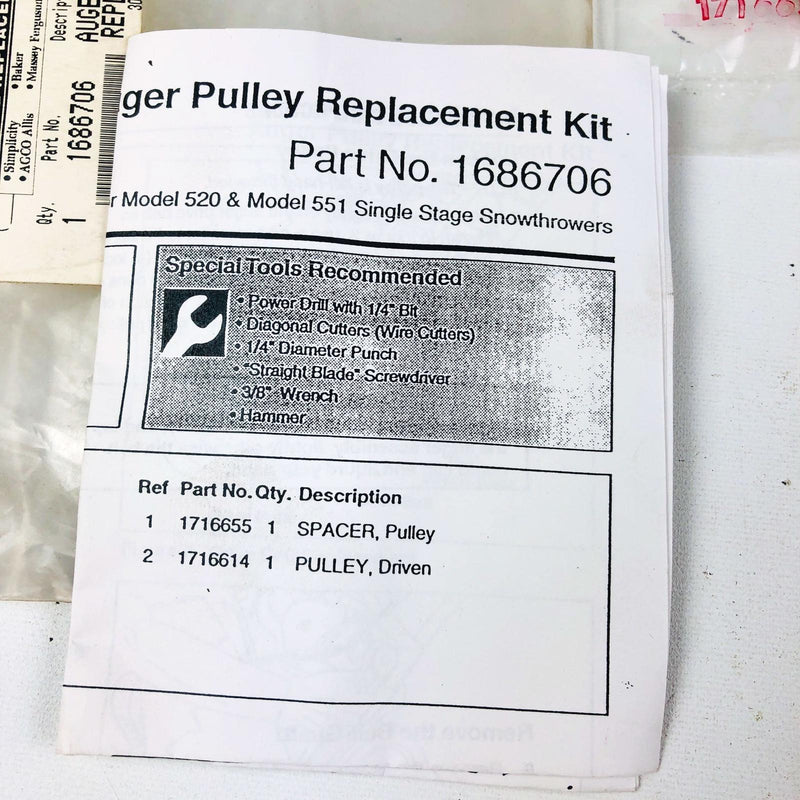 • Simplicity
• AGCO Allis
• Baker
• Massey Ferguson
Qty.
1
Part No.
1686706
AUGE
REPL
30
17166
ger Pulley Replacement Kit
Part No. 1686706
r Model 520 & Model 551 Single Stage Snowthrowers
Special Tools Recommended
• Power Drill with 1/4" Bit
• Diagonal Cutters (Wire Cutters)
• 1/4" Diameter Punch
• "Straight Blade" Screwdriver
• 3/8" Wrench
• Hammer
Ref Part No. Qty. Description
1 1716655 1 SPACER, Pulley
2 1716614 1 PULLEY, Driven